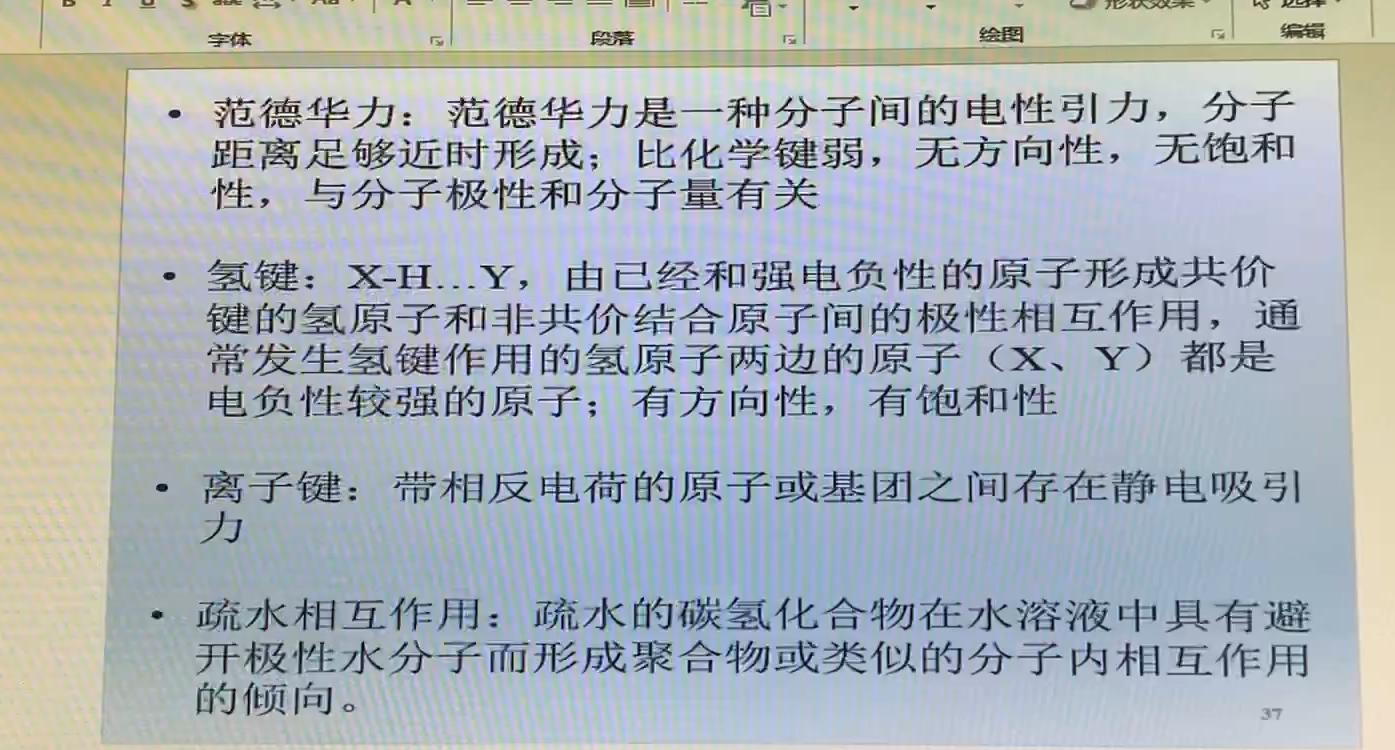 字体
段落
绘图
编辑
• 范德华力：范德华力是一种分子间的电性引力，分子
距离足够近时形成；比化学键弱，无方向性，无饱和
性，与分子极性和分子量有关
• 氢键：X-H…Y，由已经和强电负性的原子形成共价
键的氢原子和非共价结合原子间的极性相互作用，通
常发生氢键作用的氢原子两边的原子（X、Y）都是
电负性较强的原子；有方向性，有饱和性
• 离子键：带相反电荷的原子或基团之间存在静电吸引
力
• 疏水相互作用：疏水的碳氢化合物在水溶液中具有避
开极性水分子而形成聚合物或类似的分子内相互作用
的倾向。
37